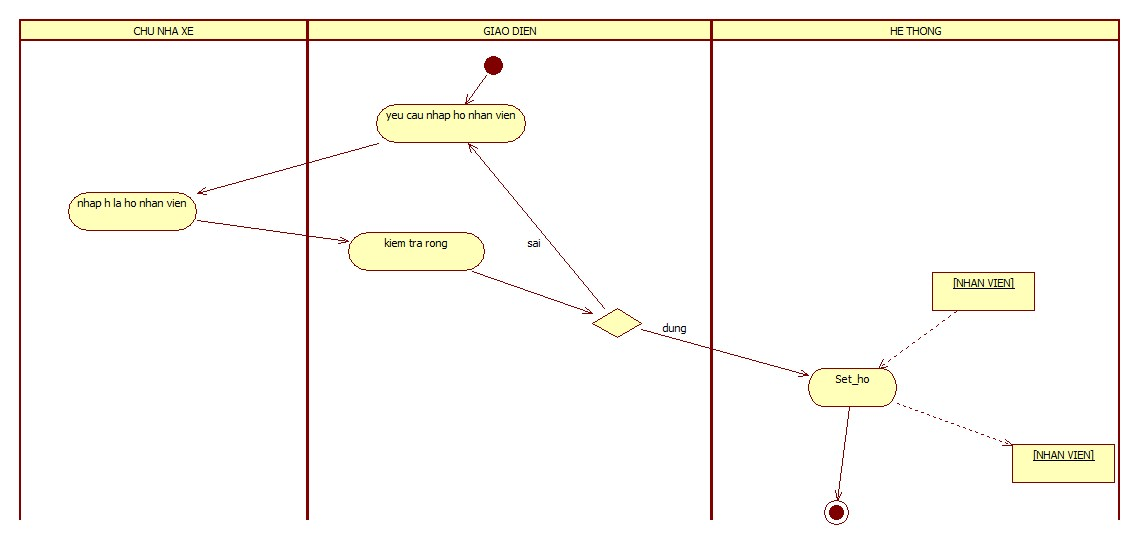 CHU NHA XE
GIAO DIEN
HE THONG
yeu cau nhap ho nhan vien
nhap h la ho nhan vien
kiem tra rong
sai
[NHAN VIEN]
dung
Set_ho
[NHAN VIEN]